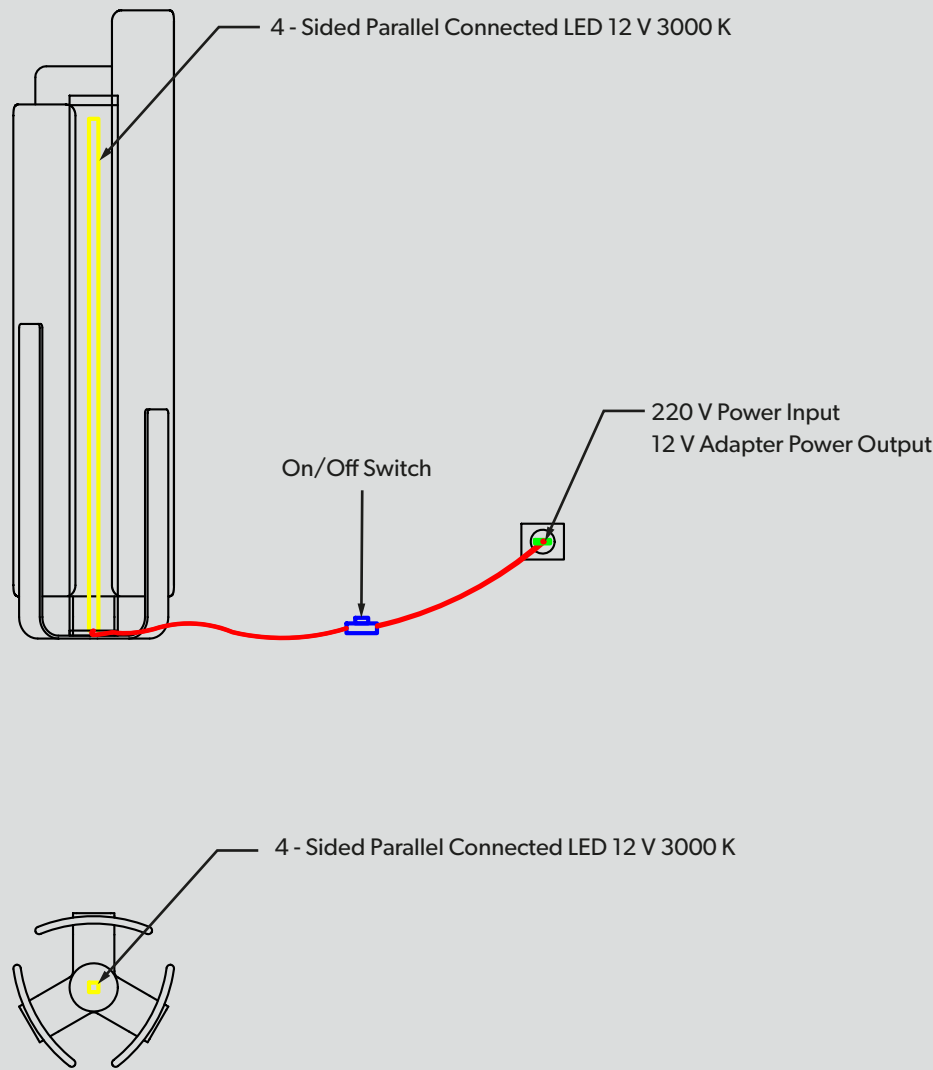 4 - Sided Parallel Connected LED 12 V 3000 K
220 V Power Input
12 V Adapter Power Output
On/Off Switch
4 - Sided Parallel Connected LED 12 V 3000 K